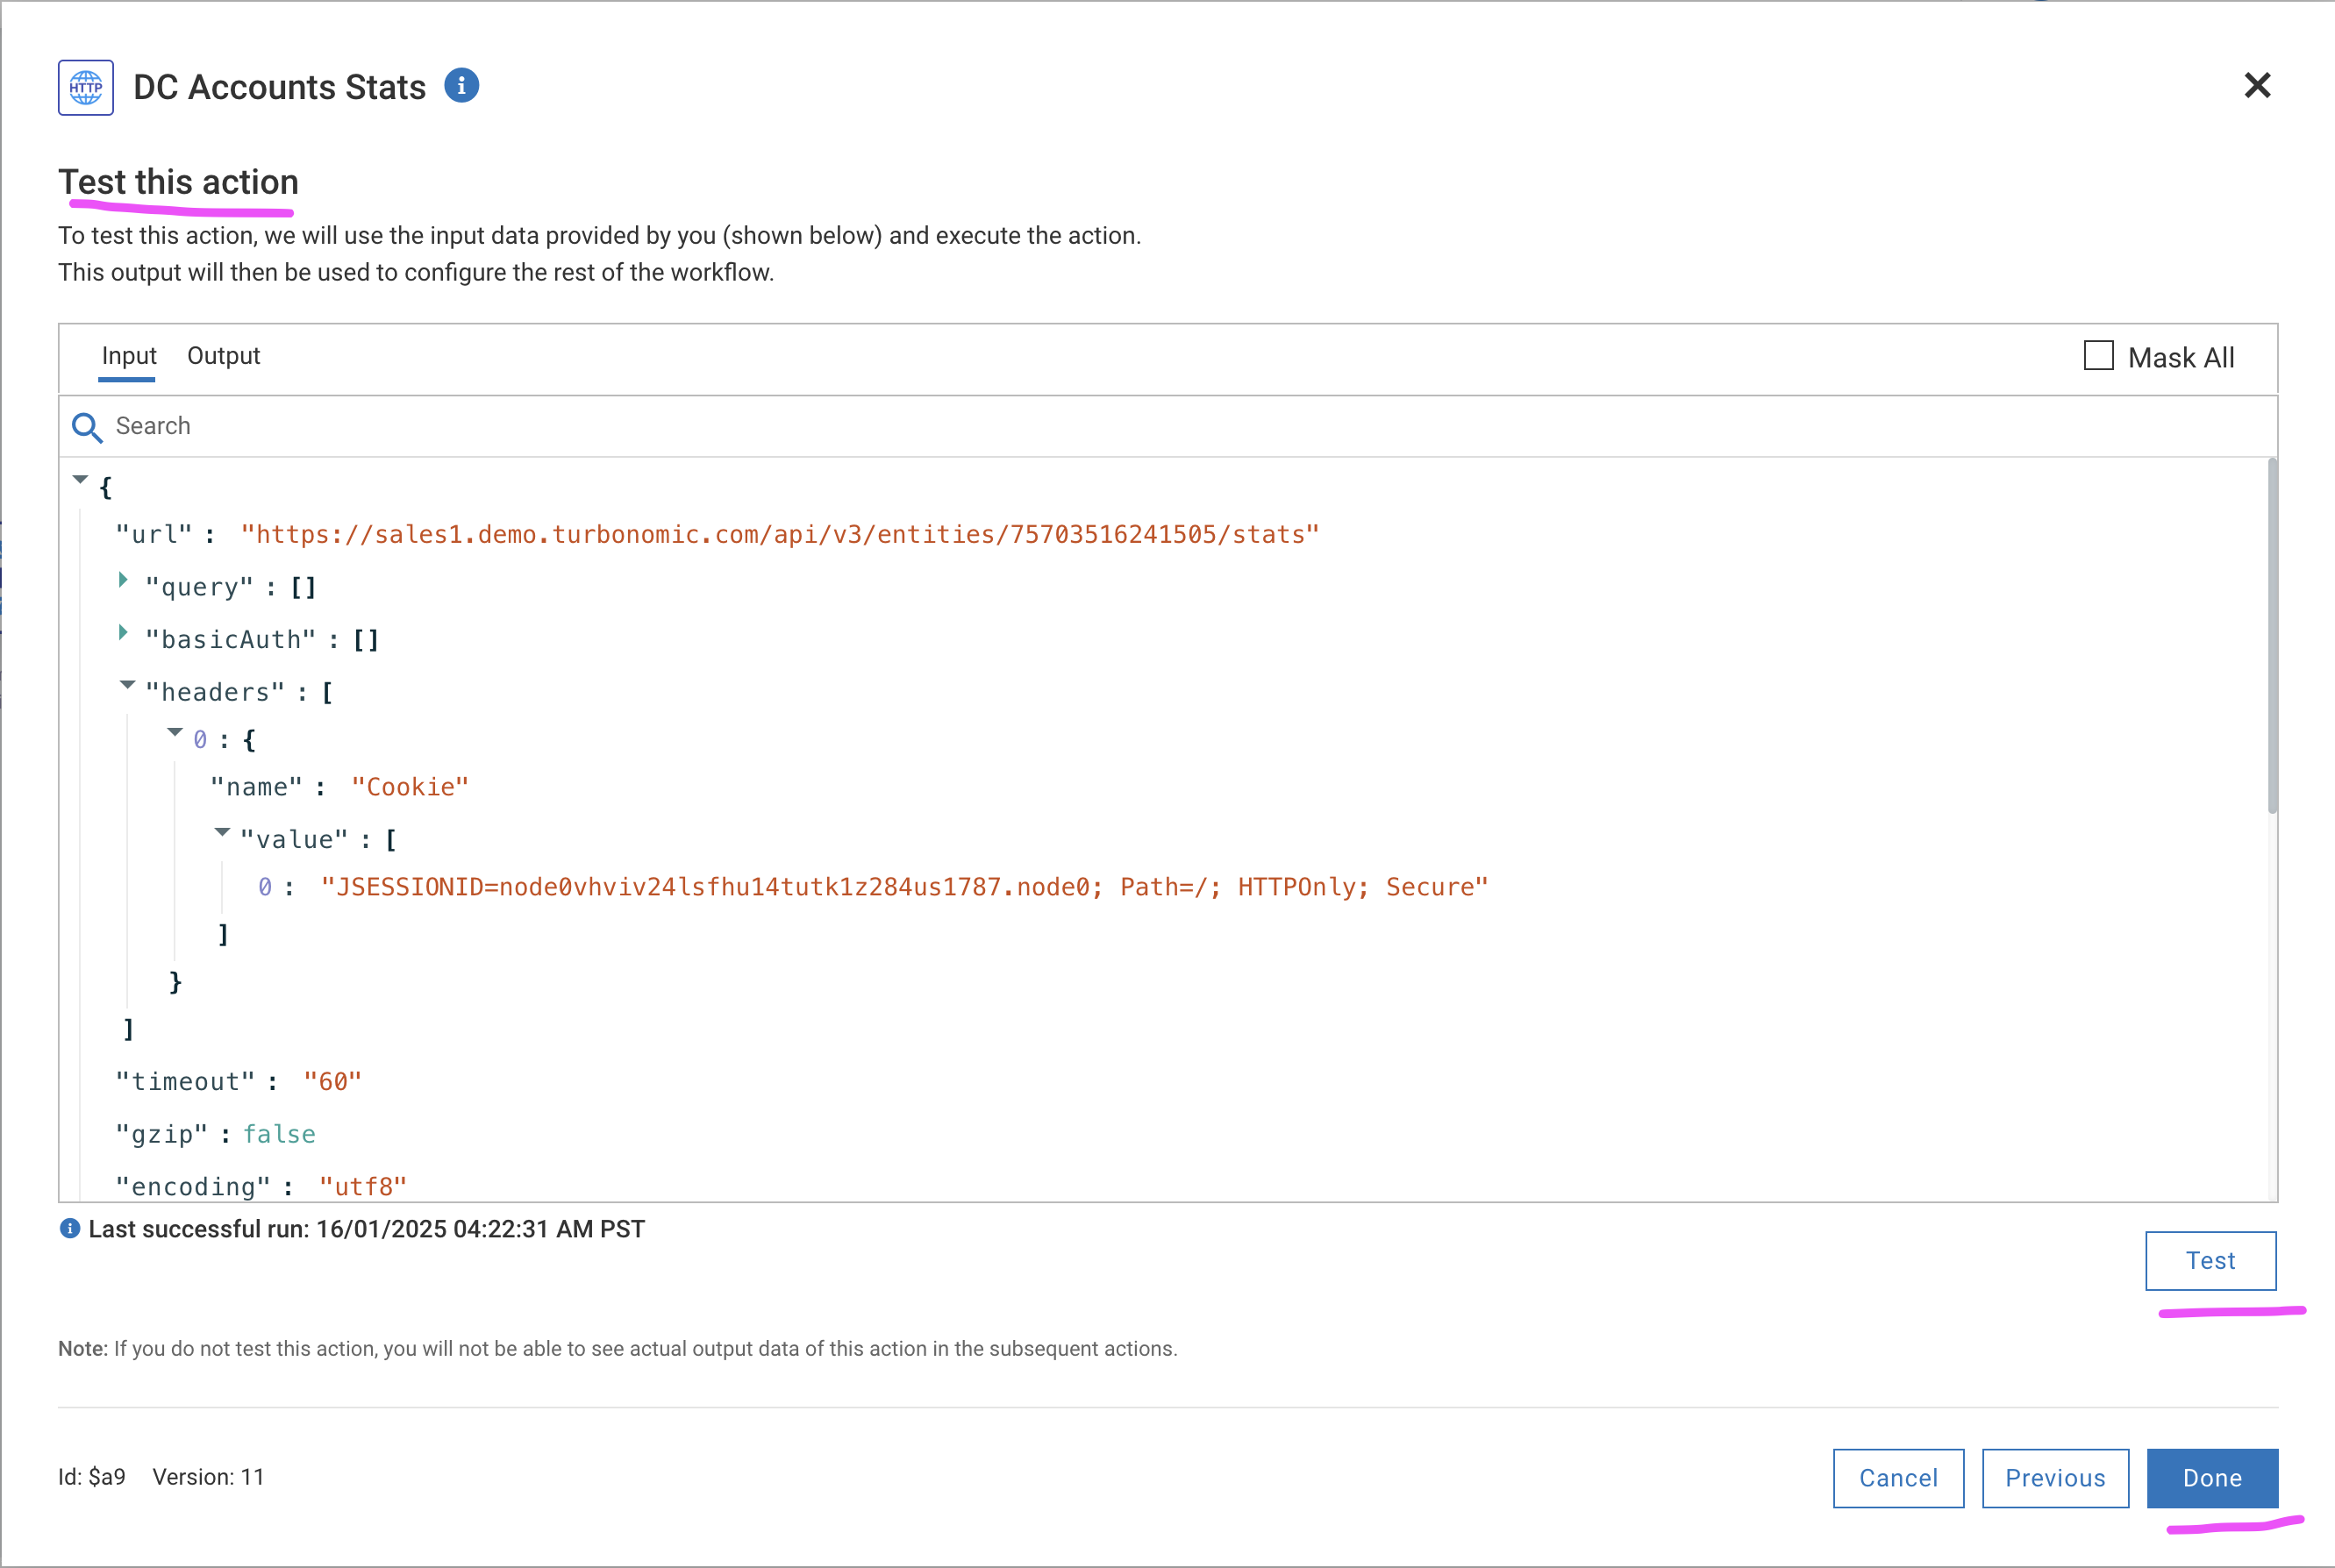 HTTP DC Accounts Stats i
Test this action
To test this action, we will use the input data provided by you (shown below) and execute the action.
This output will then be used to configure the rest of the workflow.
Input Output Mask All
Search
{
"url" : "https://sales1.demo.turbonomic.com/api/v3/entities/75703516241505/stats"
"query" : []
"basicAuth" : []
"headers" : [
0 : {
"name" : "Cookie"
"value" : [
0 : "JSESSIONID=node0vhviv24lsfhu14tutk1z284us1787.node0; Path=/; HTTPOnly; Secure"
]
}
]
"timeout" : "60"
"gzip" : false
"encoding" : "utf8"
i Last successful run: 16/01/2025 04:22:31 AM PST
Test
Note: If you do not test this action, you will not be able to see actual output data of this action in the subsequent actions.
Id: $a9 Version: 11
Cancel Previous Done